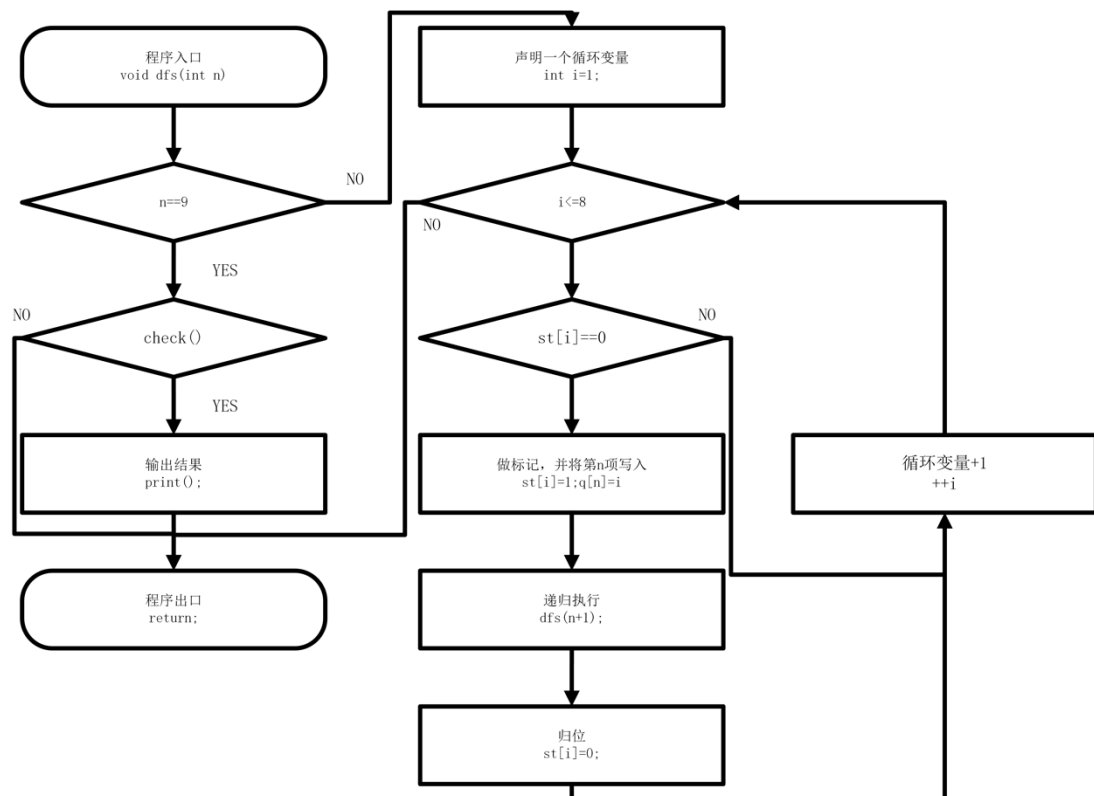 程序入口
void dfs(int n)
n==9
NO
YES
check()
NO
YES
输出结果
print();
程序出口
return;
声明一个循环变量
int i=1;
i<=8
NO
st[i]==0
NO
做标记，并将第n项写入
st[i]=1;q[n]=i
递归执行
dfs(n+1);
归位
st[i]=0;
循环变量+1
++i